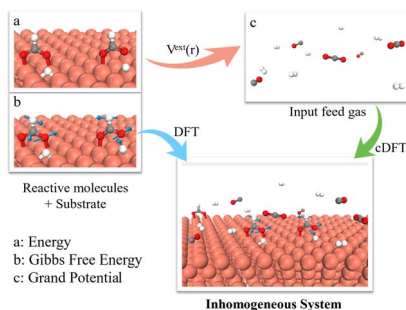 a
V^ext(r)
c
Input feed gas
b
DFT
cDFT
Reactive molecules
+ Substrate
a: Energy
b: Gibbs Free Energy
c: Grand Potential
Inhomogeneous System